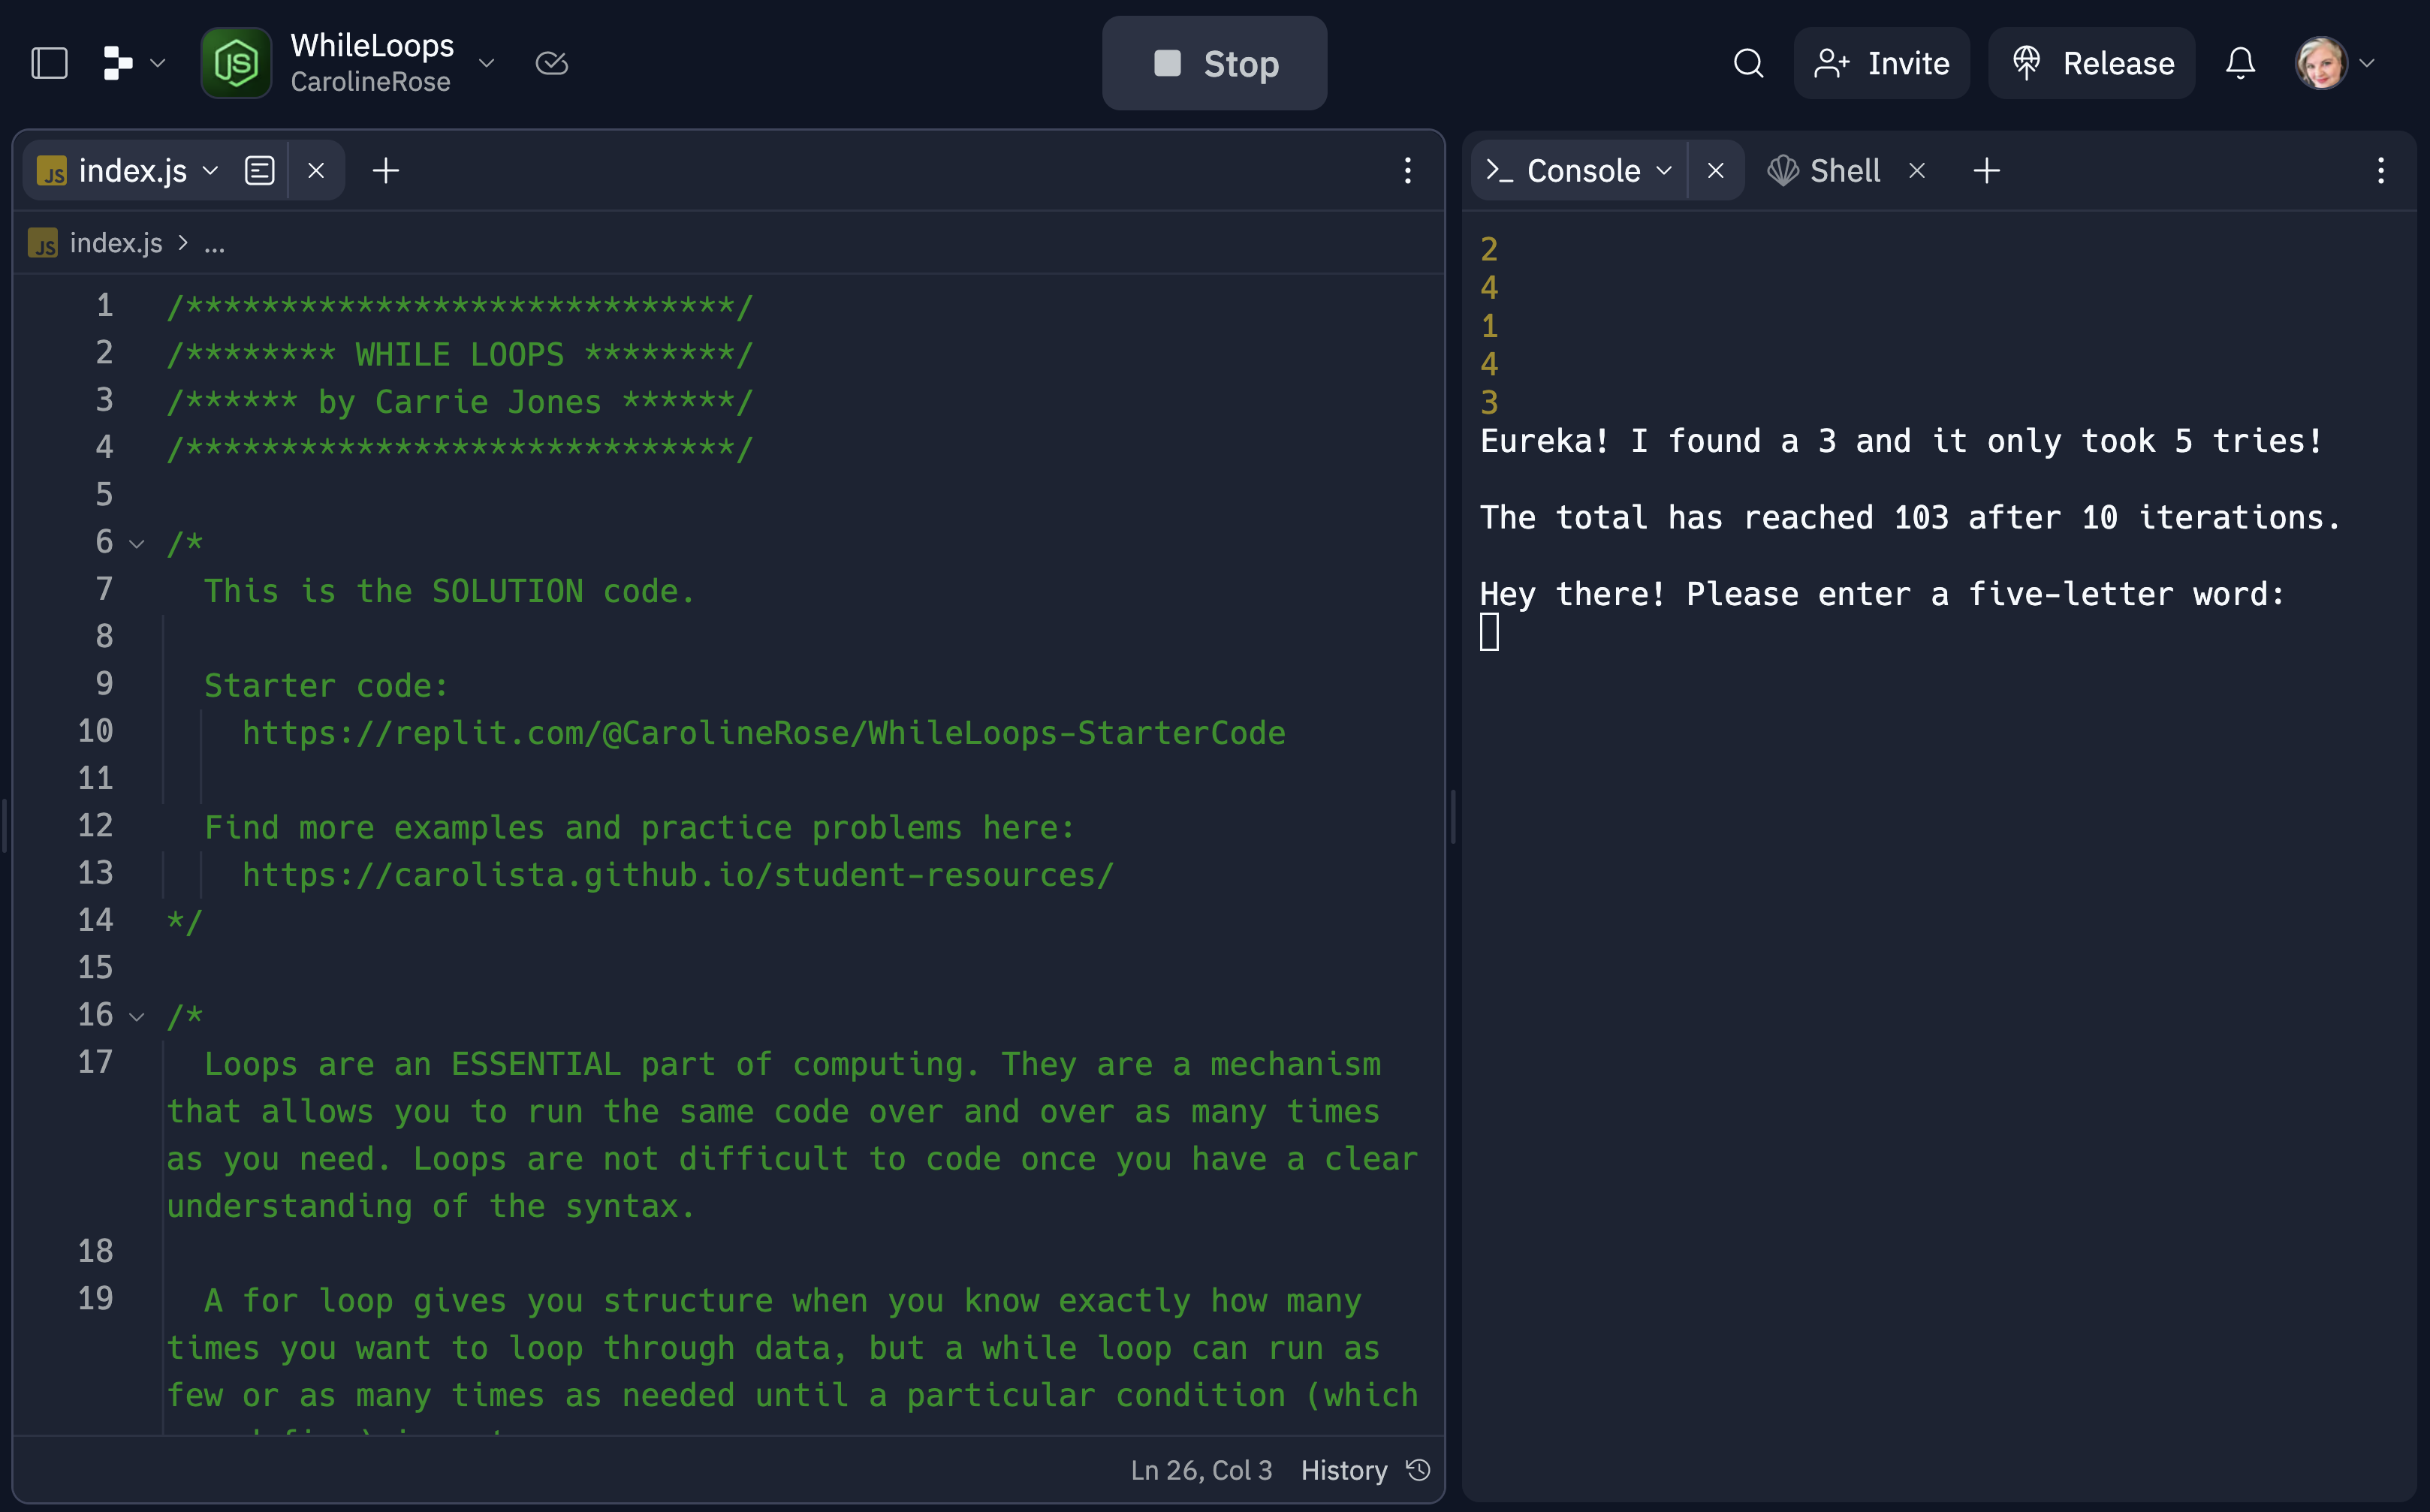 WhileLoops
CarolineRose
Stop
Invite
Release
JS index.js
JS index.js > ...
1 /*****************************/
2 /******** WHILE LOOPS ********/
3 /****** by Carrie Jones ******/
4 /*****************************/
5
6 /*
7 This is the SOLUTION code.
8
9 Starter code:
10 https://replit.com/@CarolineRose/WhileLoops-StarterCode
11
12 Find more examples and practice problems here:
13 https://carolista.github.io/student-resources/
14 */
15
16 /*
17 Loops are an ESSENTIAL part of computing. They are a mechanism
that allows you to run the same code over and over as many times
as you need. Loops are not difficult to code once you have a clear
understanding of the syntax.
18
19 A for loop gives you structure when you know exactly how many
times you want to loop through data, but a while loop can run as
few or as many times as needed until a particular condition (which
Ln 26, Col 3 History
>_ Console
Shell
2
4
1
4
3
Eureka! I found a 3 and it only took 5 tries!
The total has reached 103 after 10 iterations.
Hey there! Please enter a five-letter word: